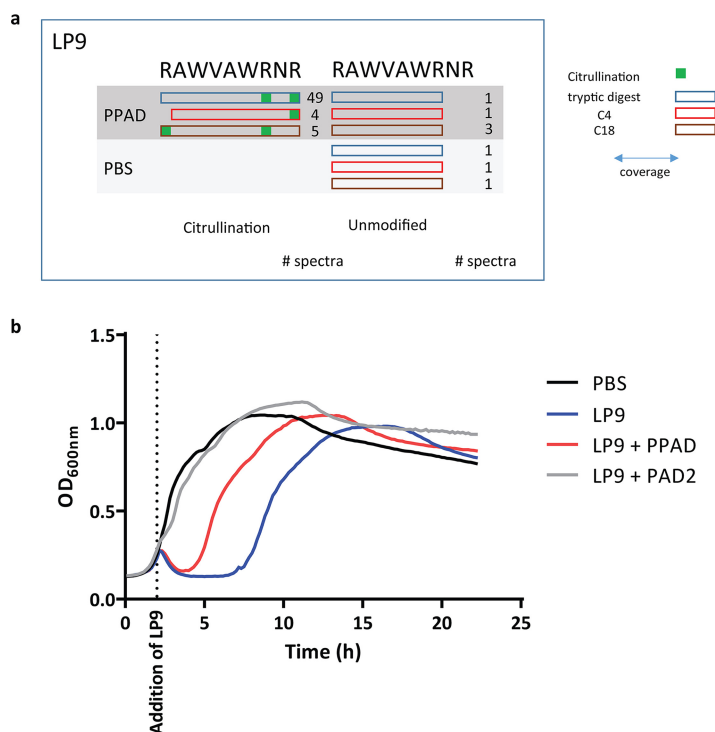 a
LP9
RAWVAWRNR RAWVAWRNR
PPAD
49 1
4 1
5 3
PBS
1
1
1
Citrullination Unmodified
# spectra # spectra
Citrullination
tryptic digest
C4
C18
coverage
b
1.5
1.0
0.5
0.0
OD600nm
0 5 10 15 20 25
Time (h)
Addition of LP9
PBS
LP9
LP9 + PPAD
LP9 + PAD2